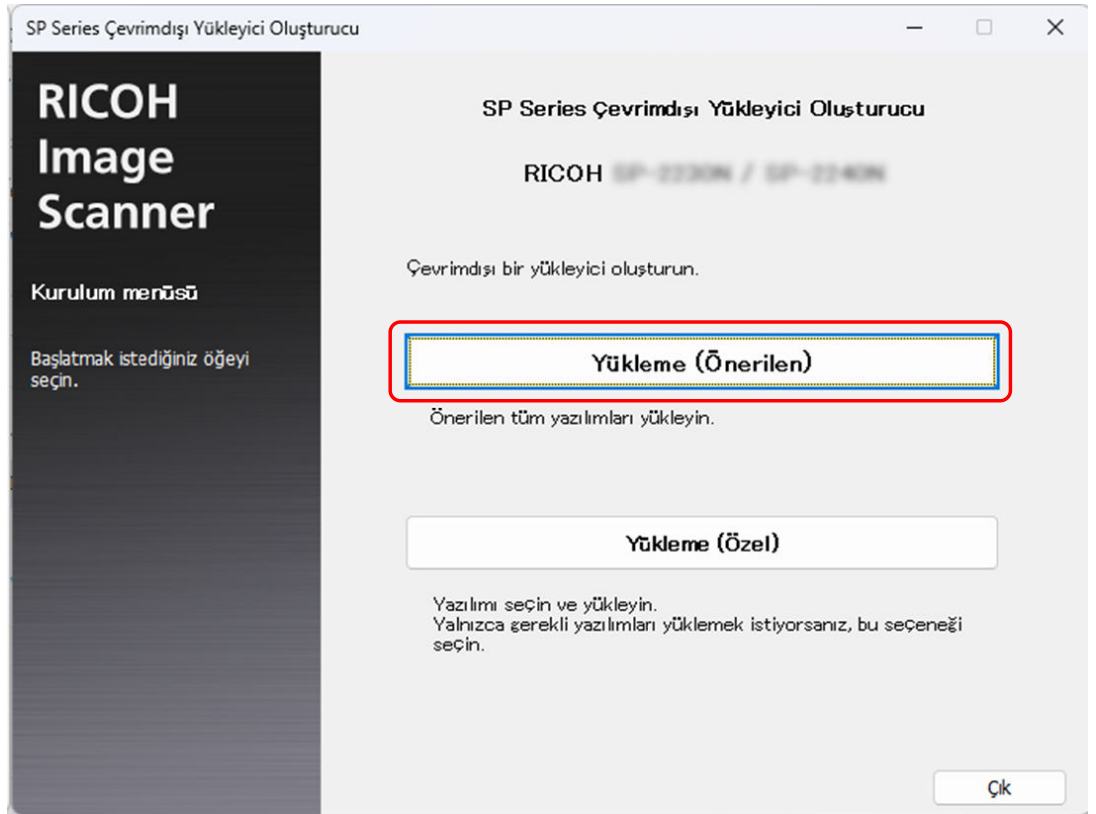 SP Series Çevrimdışı Yükleyici Oluşturucu
RICOH
Image
Scanner
Kurulum menüsü
Başlatmak istediğiniz öğeyi
seçin.
SP Series Çevrimdışı Yükleyici Oluşturucu
RICOH
Çevrimdışı bir yükleyici oluşturun.
Yükleme (Önerilen)
Önerilen tüm yazılımları yükleyin.
Yükleme (Özel)
Yazılımı seçin ve yükleyin.
Yalnızca gerekli yazılımları yüklemek istiyorsanız, bu seçeneği
seçin.
Çık